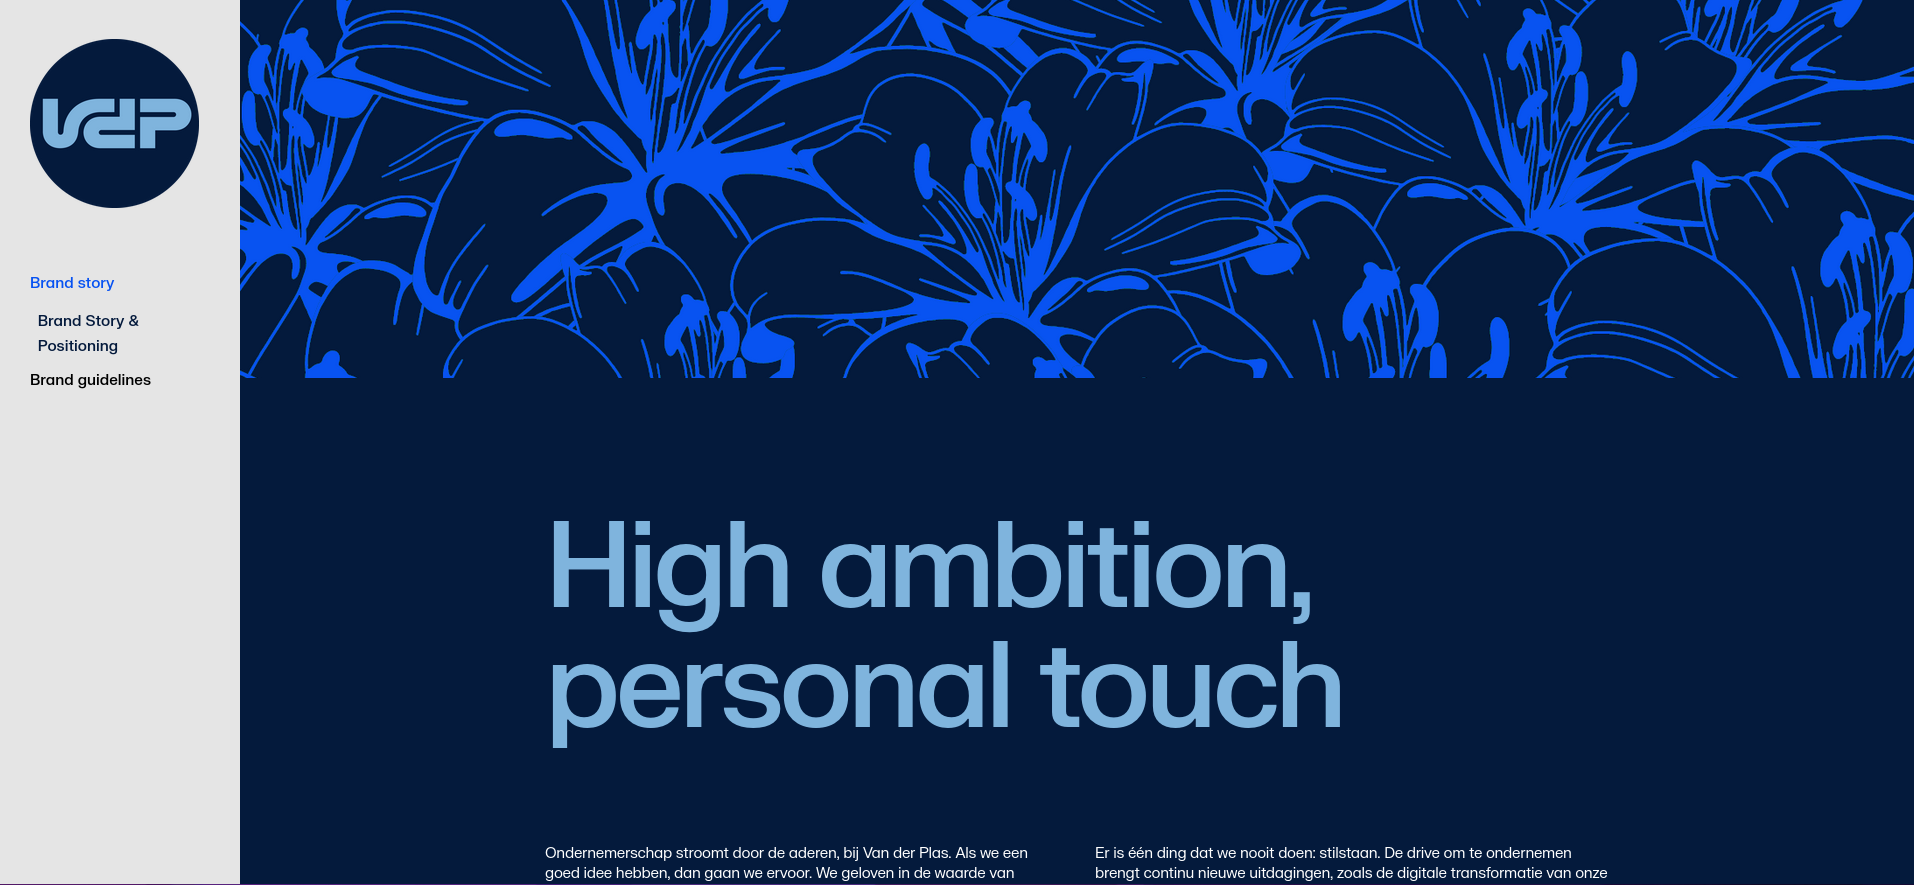 vdp
Brand story
Brand Story &
Positioning
Brand guidelines
High ambition,
personal touch
Ondernemerschap stroomt door de aderen, bij Van der Plas. Als we een
goed idee hebben, dan gaan we ervoor. We geloven in de waarde van
Er is één ding dat we nooit doen: stilstaan. De drive om te ondernemen
brengt continu nieuwe uitdagingen, zoals de digitale transformatie van onze